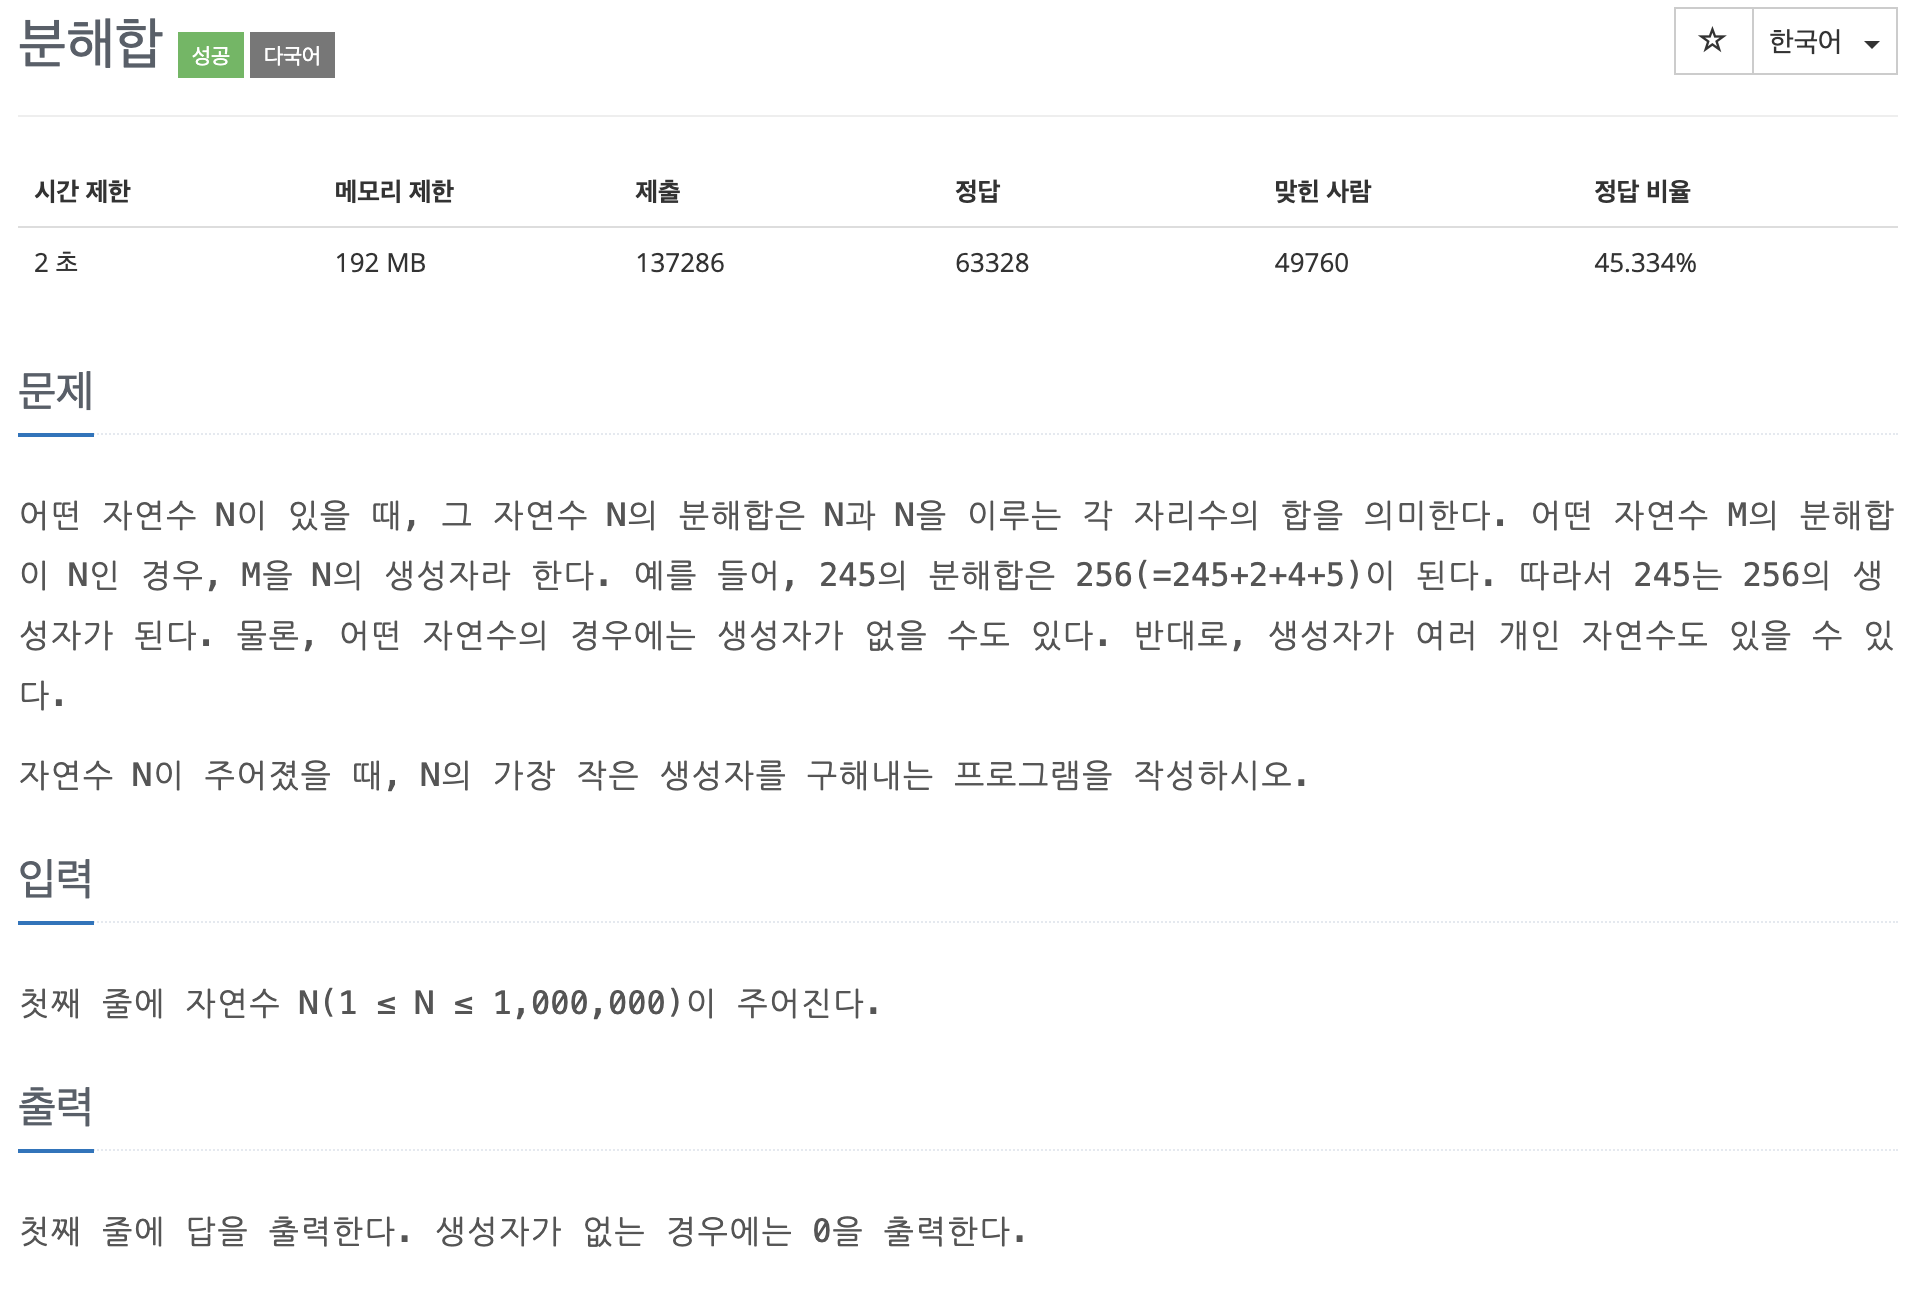 분해합 성공 다국어 ☆ 한국어
시간 제한 메모리 제한 제출 정답 맞힌 사람 정답 비율
2 초 192 MB 137286 63328 49760 45.334%
문제
어떤 자연수 N이 있을 때, 그 자연수 N의 분해합은 N과 N을 이루는 각 자리수의 합을 의미한다. 어떤 자연수 M의 분해합
이 N인 경우, M을 N의 생성자라 한다. 예를 들어, 245의 분해합은 256(=245+2+4+5)이 된다. 따라서 245는 256의 생
성자가 된다. 물론, 어떤 자연수의 경우에는 생성자가 없을 수도 있다. 반대로, 생성자가 여러 개인 자연수도 있을 수 있
다.
자연수 N이 주어졌을 때, N의 가장 작은 생성자를 구해내는 프로그램을 작성하시오.
입력
첫째 줄에 자연수 N(1 ≤ N ≤ 1,000,000)이 주어진다.
출력
첫째 줄에 답을 출력한다. 생성자가 없는 경우에는 0을 출력한다.